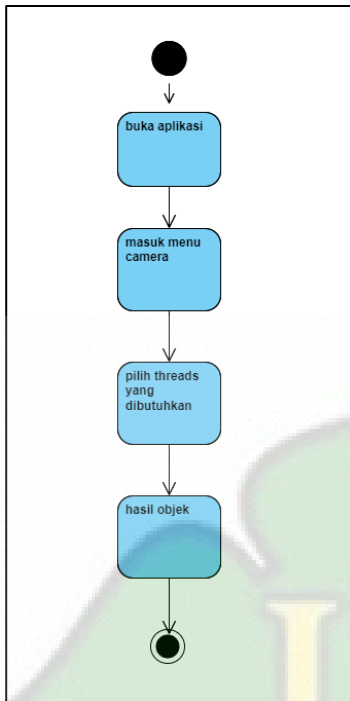 buka aplikasi
masuk menu
camera
pilih threads
yang
dibutuhkan
hasil objek